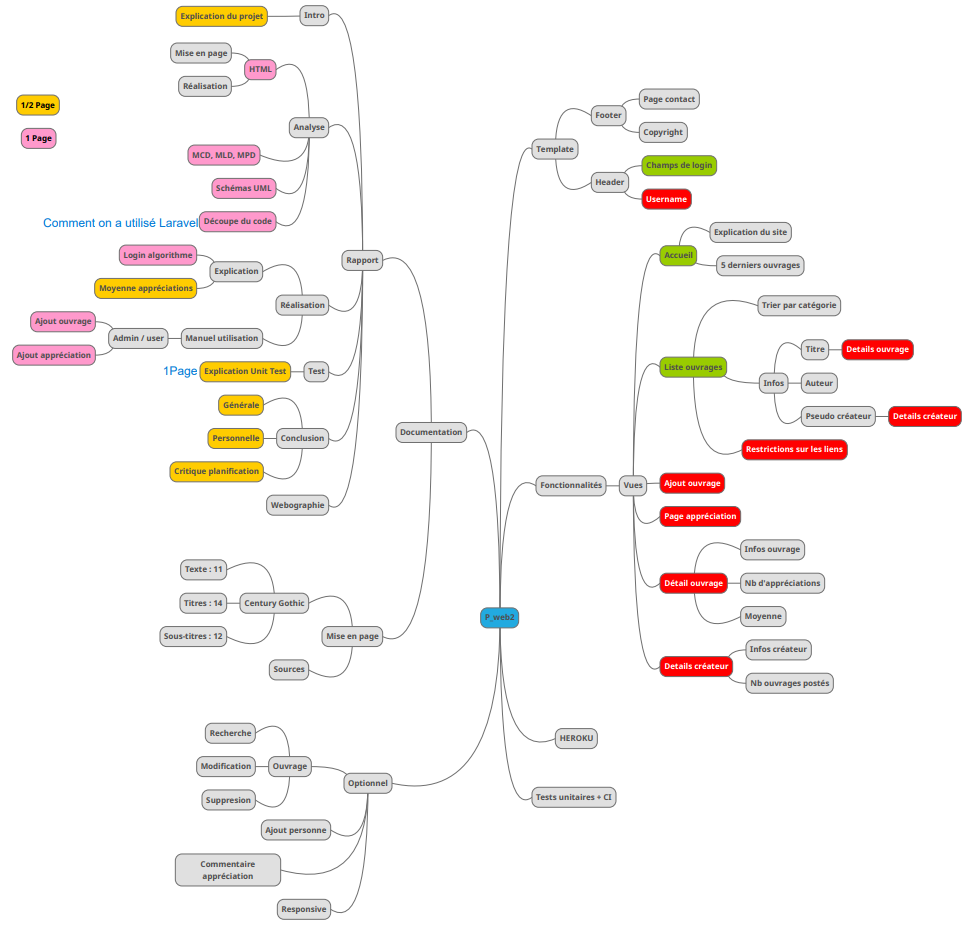 1/2 Page
1 Page
P_web2
Documentation
Rapport
Intro
Explication du projet
Analyse
HTML
Mise en page
Réalisation
MCD, MLD, MPD
Schémas UML
Découpe du code
Comment on a utilisé Laravel
Réalisation
Explication
Login algorithme
Moyenne appréciations
Manuel utilisation
Admin / user
Ajout ouvrage
Ajout appréciation
Test
Explication Unit Test
1Page
Conclusion
Générale
Personnelle
Critique planification
Webographie
Mise en page
Century Gothic
Texte : 11
Titres : 14
Sous-titres : 12
Sources
Optionnel
Ouvrage
Recherche
Modification
Suppresion
Ajout personne
Commentaire
appréciation
Responsive
Template
Footer
Page contact
Copyright
Header
Champs de login
Username
Fonctionnalités
Vues
Accueil
Explication du site
5 derniers ouvrages
Liste ouvrages
Trier par catégorie
Infos
Titre
Details ouvrage
Auteur
Pseudo créateur
Details créateur
Restrictions sur les liens
Ajout ouvrage
Page appréciation
Détail ouvrage
Infos ouvrage
Nb d'appréciations
Moyenne
Details créateur
Infos créateur
Nb ouvrages postés
HEROKU
Tests unitaires + CI